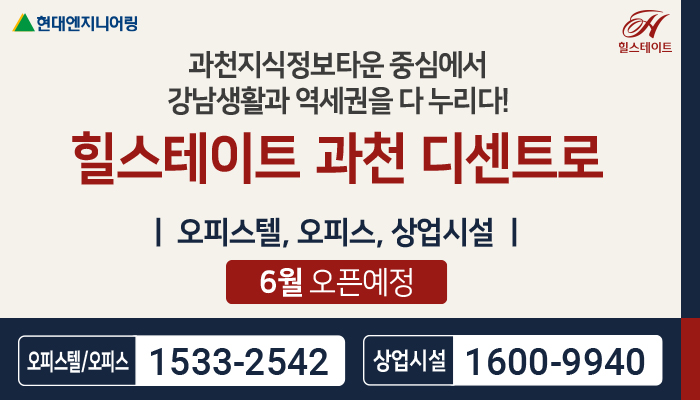 현대엔지니어링
힐스테이트
과천지식정보타운 중심에서
강남생활과 역세권을 다 누리다!
힐스테이트 과천 디센트로
| 오피스텔, 오피스, 상업시설 |
6월 오픈예정
오피스텔/오피스 1533-2542
상업시설 1600-9940